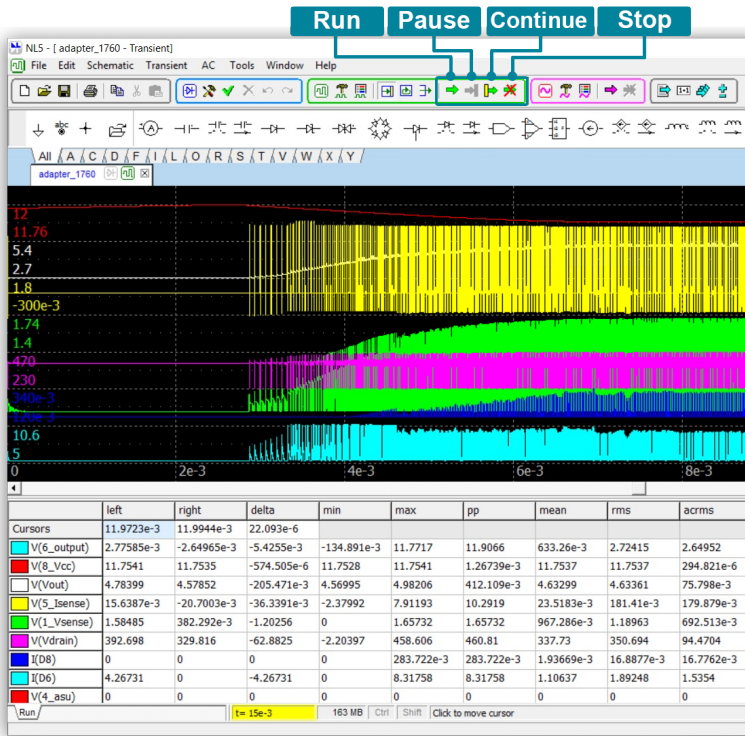 Run Pause Continue Stop
NL5 - [ adapter_1760 - Transient]
File Edit Schematic Transient AC Tools Window Help
abc
1:1
All A C D F I L O R S T V W X Y
adapter_1760
12
11.76
5.4
2.7
1.8
-300e-3
1.74
1.4
470
230
340e-3
120e-3
10.6
5
0 2e-3 4e-3 6e-3 8e-3
left right delta min max pp mean rms acrms
Cursors 11.9723e-3 11.9944e-3 22.093e-6
V(6_output) 2.77585e-3 -2.64965e-3 -5.4255e-3 -134.891e-3 11.7717 11.9066 633.26e-3 2.72415 2.64952
V(8_Vcc) 11.7541 11.7535 -574.505e-6 11.7528 11.7541 1.26739e-3 11.7537 11.7537 294.821e-6
V(Vout) 4.78399 4.57852 -205.471e-3 4.56995 4.98206 412.109e-3 4.63299 4.63361 75.798e-3
V(5_Isense) 15.6387e-3 -20.7003e-3 -36.3391e-3 -2.37992 7.91193 10.2919 23.5183e-3 181.41e-3 179.879e-3
V(1_Vsense) 1.58485 382.292e-3 -1.20256 0 1.65732 1.65732 967.286e-3 1.18963 692.513e-3
V(Vdrain) 392.698 329.816 -62.8825 -2.20397 458.606 460.81 337.73 350.694 94.4704
I(D8) 0 0 0 0 283.722e-3 283.722e-3 1.93669e-3 16.8877e-3 16.7762e-3
I(D6) 4.26731 0 -4.26731 0 8.31758 8.31758 1.10637 1.89248 1.5354
V(4_asu) 0 0 0 0 0 0 0 0 0
Run t= 15e-3 163 MB Ctrl Shift Click to move cursor